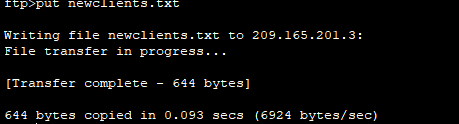 ftp>put newclients.txt
Writing file newclients.txt to 209.165.201.3:
File transfer in progress...
[Transfer complete - 644 bytes]
644 bytes copied in 0.093 secs (6924 bytes/sec)